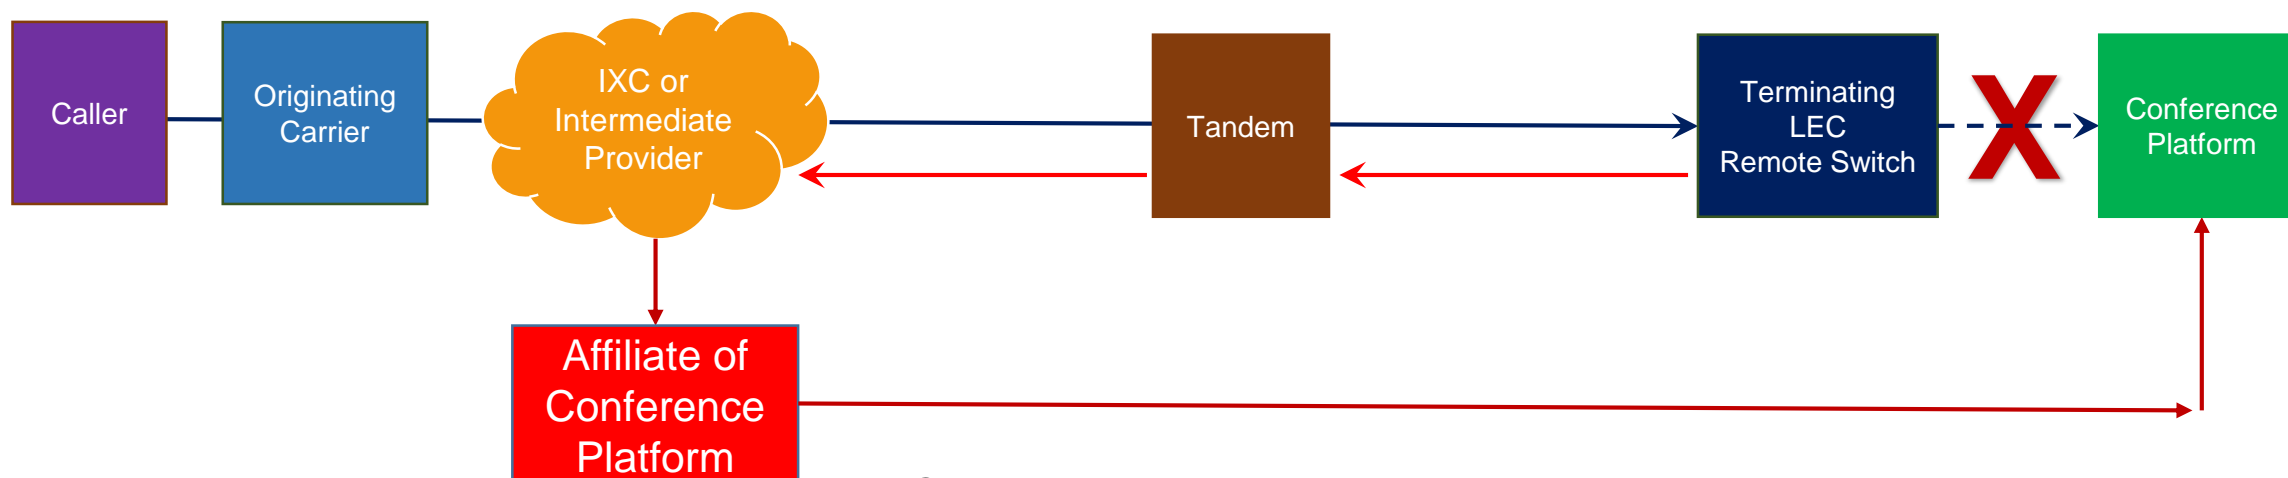 Caller
Originating
Carrier
IXC or
Intermediate
Provider
Tandem
Terminating
LEC
Remote Switch
X
Conference
Platform
Affiliate of
Conference
Platform